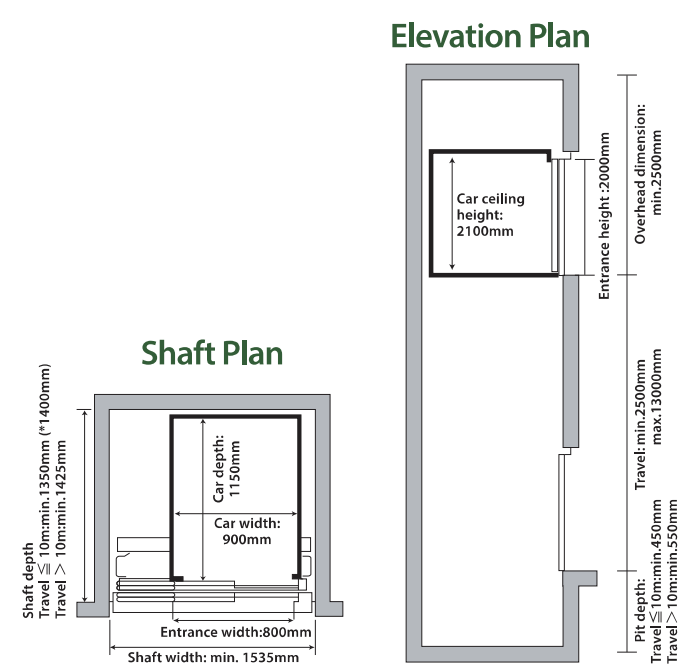 Elevation Plan
Car ceiling
height:
2100mm
Entrance height :2000mm
Overhead dimension:
min.2500mm
Travel: min.2500mm
max.13000mm
Pit depth:
Travel≦10m:min.450mm
Travel＞10m:min.550mm
Shaft Plan
Shaft depth
Travel≦ 10m:min.1350mm (*1400mm)
Travel＞ 10m:min.1425mm
Car depth:
1150mm
Car width:
900mm
Entrance width:800mm
Shaft width: min. 1535mm